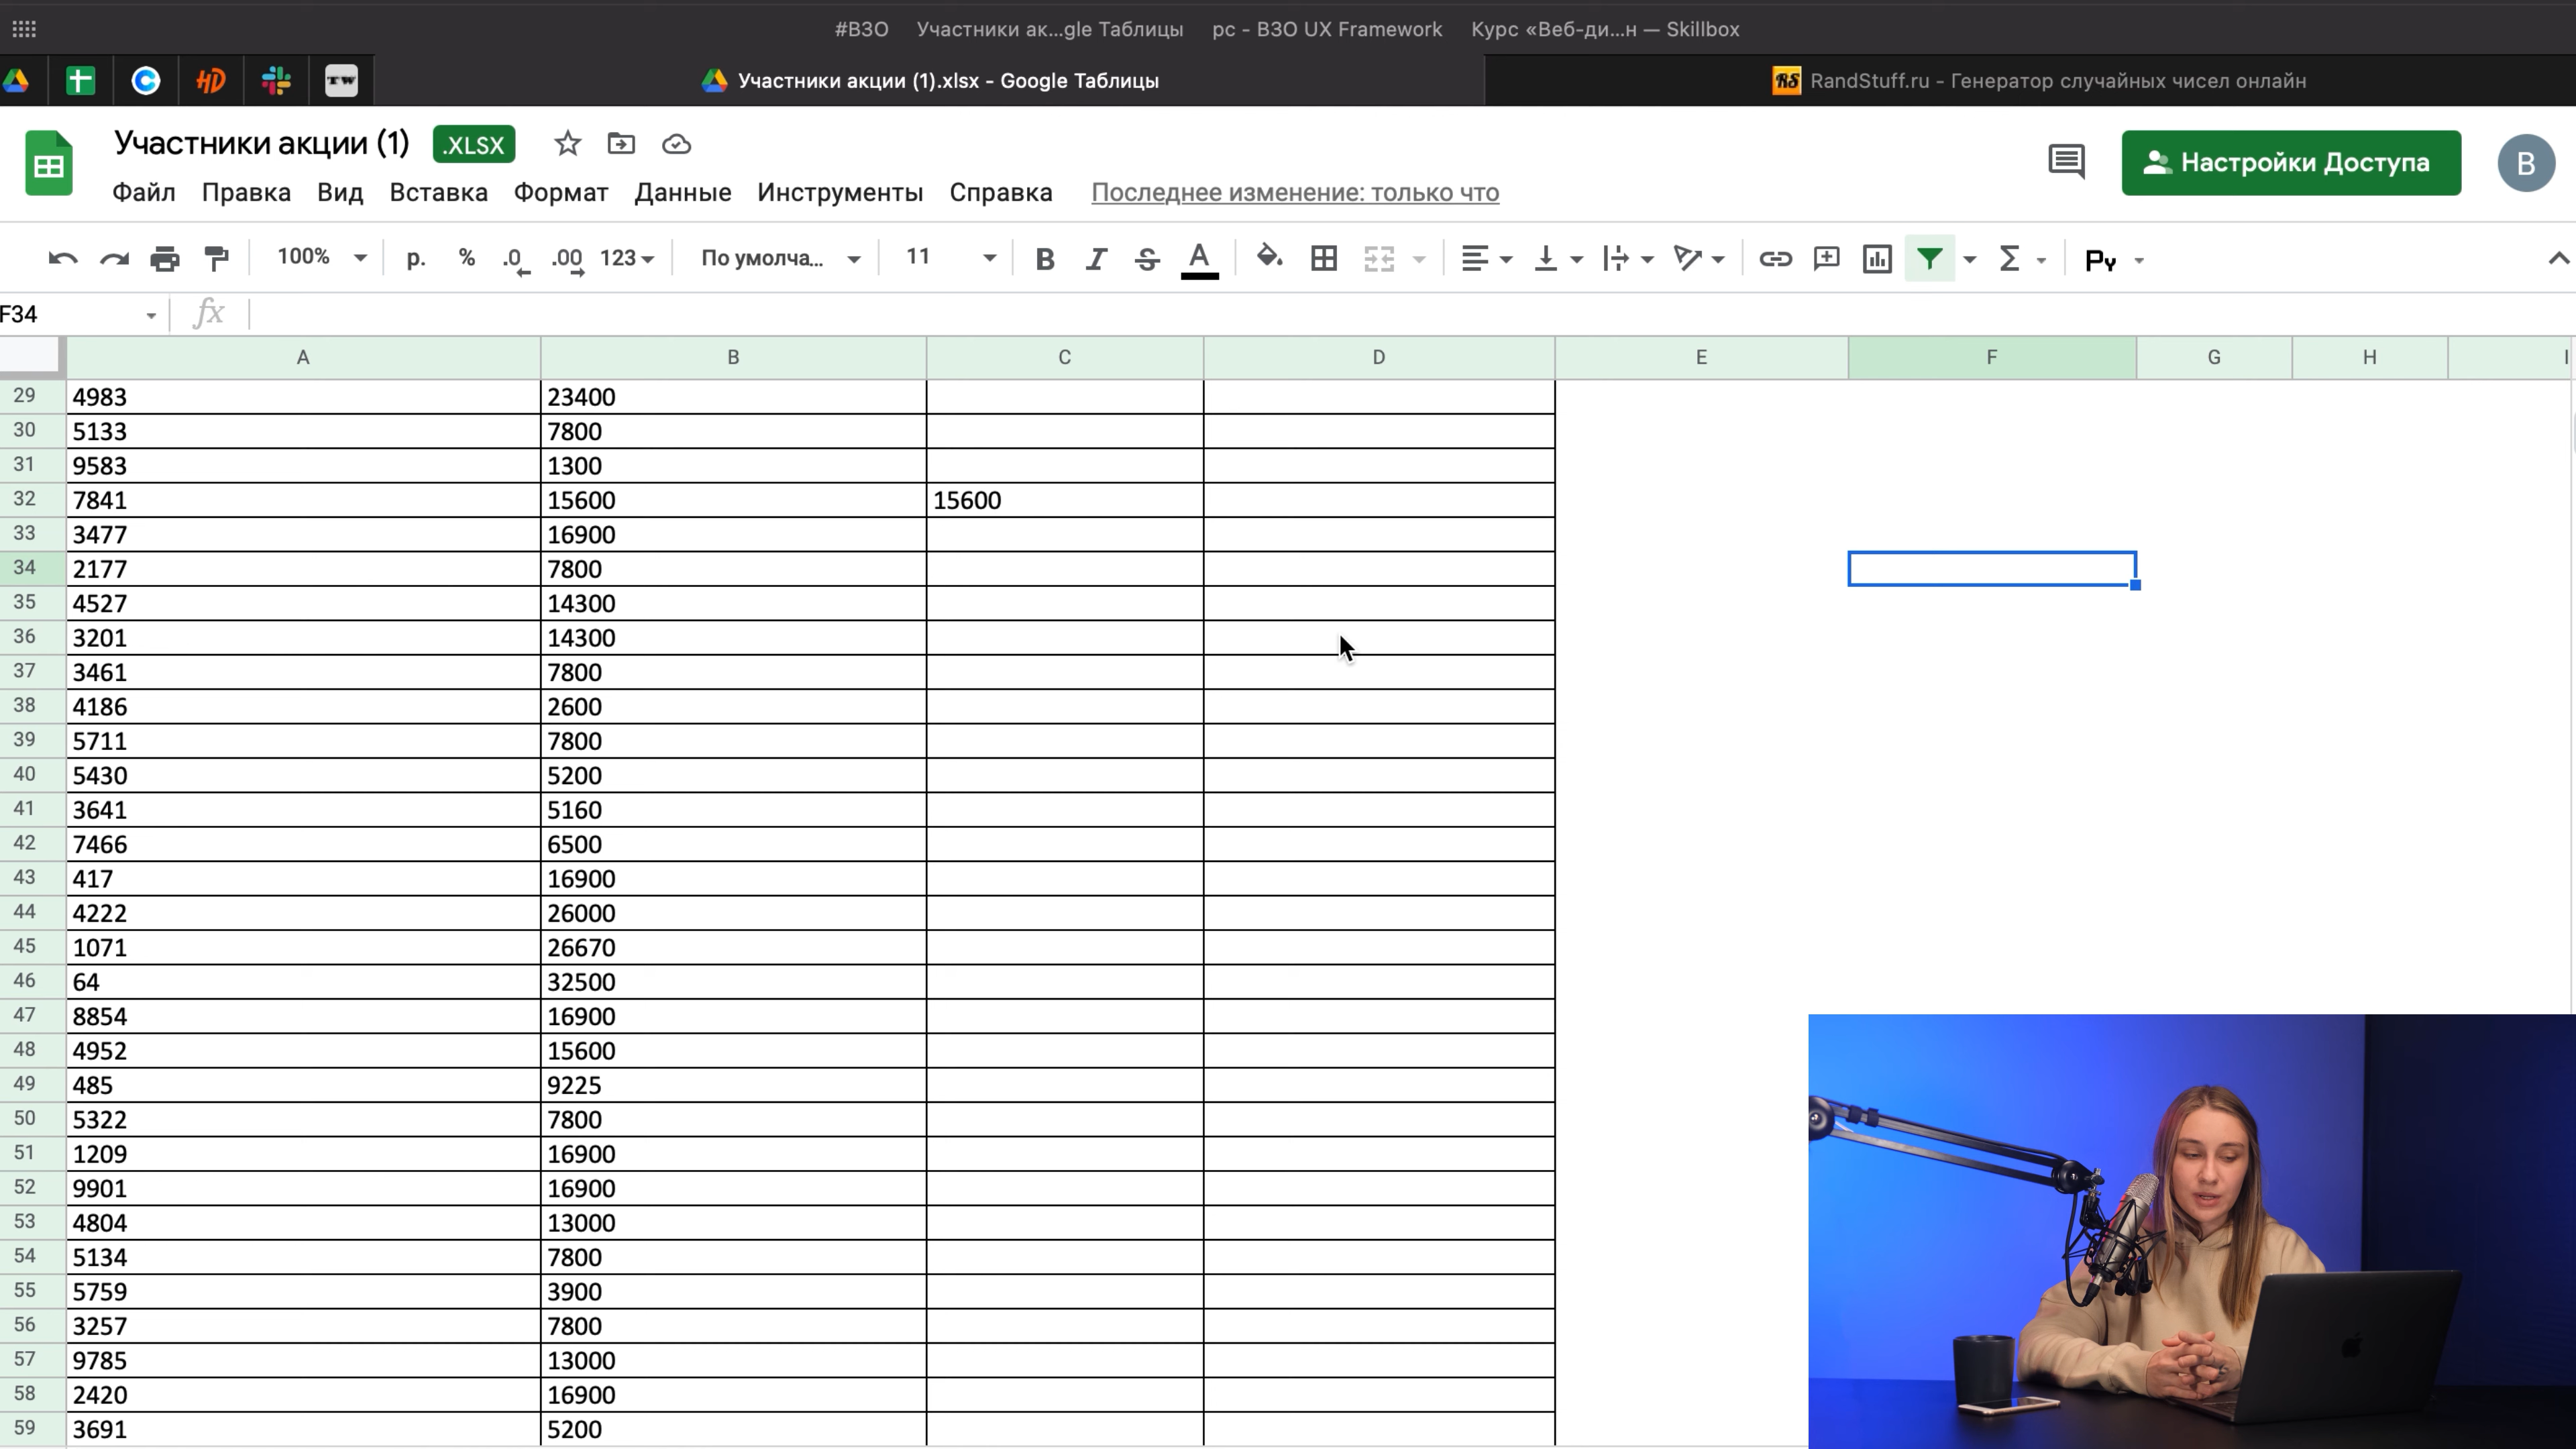 #ВЗО Участники ак...gle Таблицы pc - ВЗО UX Framework Курс «Веб-ди...н — Skillbox
HD TW Участники акции (1).xlsx - Google Таблицы RS RandStuff.ru - Генератор случайных чисел онлайн
Участники акции (1) .XLSX
Настройки Доступа B
Файл Правка Вид Вставка Формат Данные Инструменты Справка Последнее изменение: только что
100% р. % .0 .00 123 По умолча... 11 B I S A Σ Py
F34 fx
A B C D E F G H I
29 4983 23400
30 5133 7800
31 9583 1300
32 7841 15600 15600
33 3477 16900
34 2177 7800
35 4527 14300
36 3201 14300
37 3461 7800
38 4186 2600
39 5711 7800
40 5430 5200
41 3641 5160
42 7466 6500
43 417 16900
44 4222 26000
45 1071 26670
46 64 32500
47 8854 16900
48 4952 15600
49 485 9225
50 5322 7800
51 1209 16900
52 9901 16900
53 4804 13000
54 5134 7800
55 5759 3900
56 3257 7800
57 9785 13000
58 2420 16900
59 3691 5200